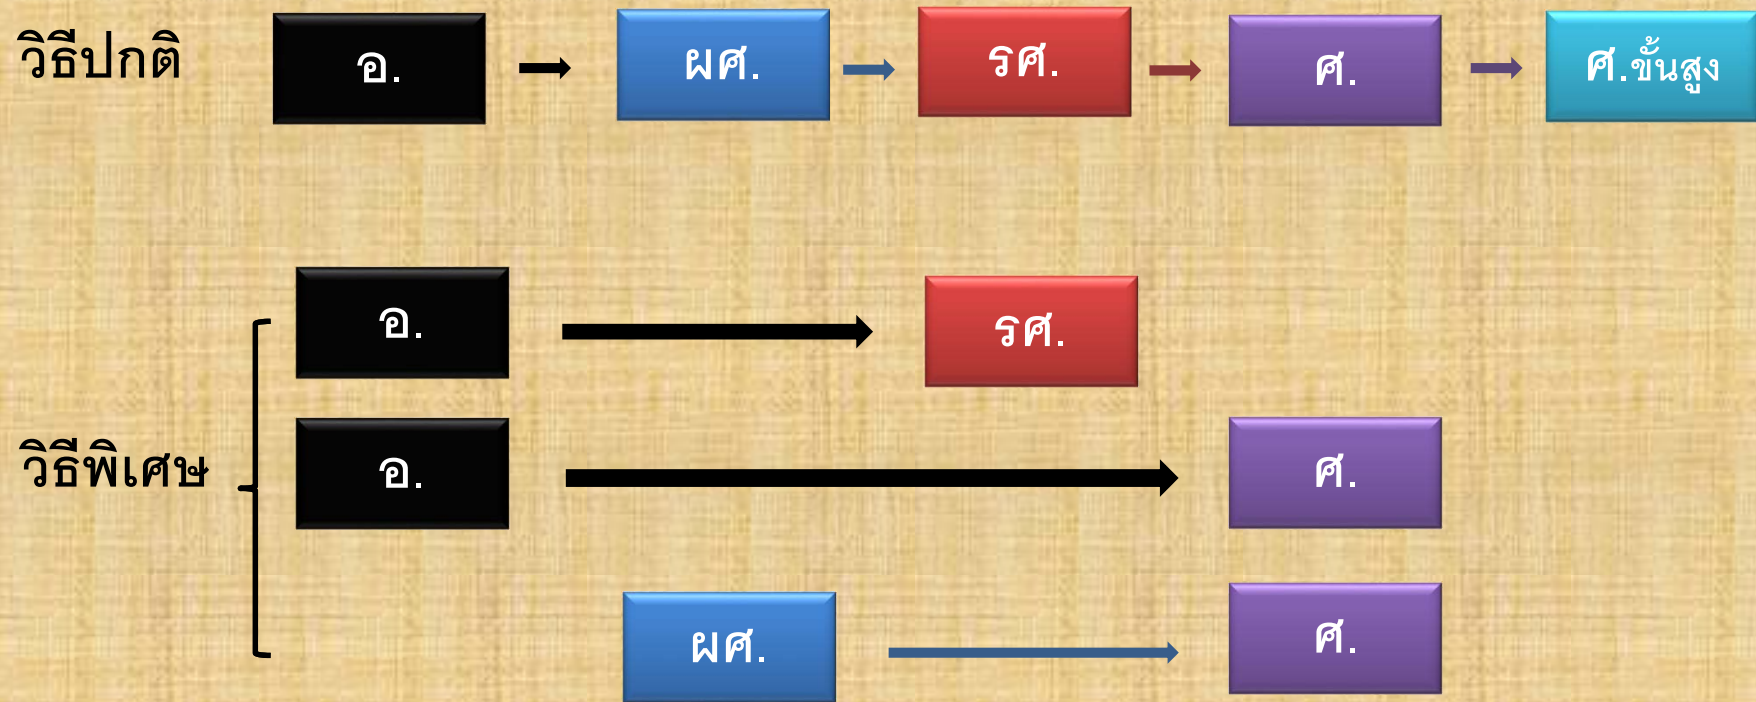 วิธีปกติ อ. ผศ. รศ. ศ. ศ.ขั้นสูง
อ. รศ.
วิธีพิเศษ อ. ศ.
ผศ. ศ.